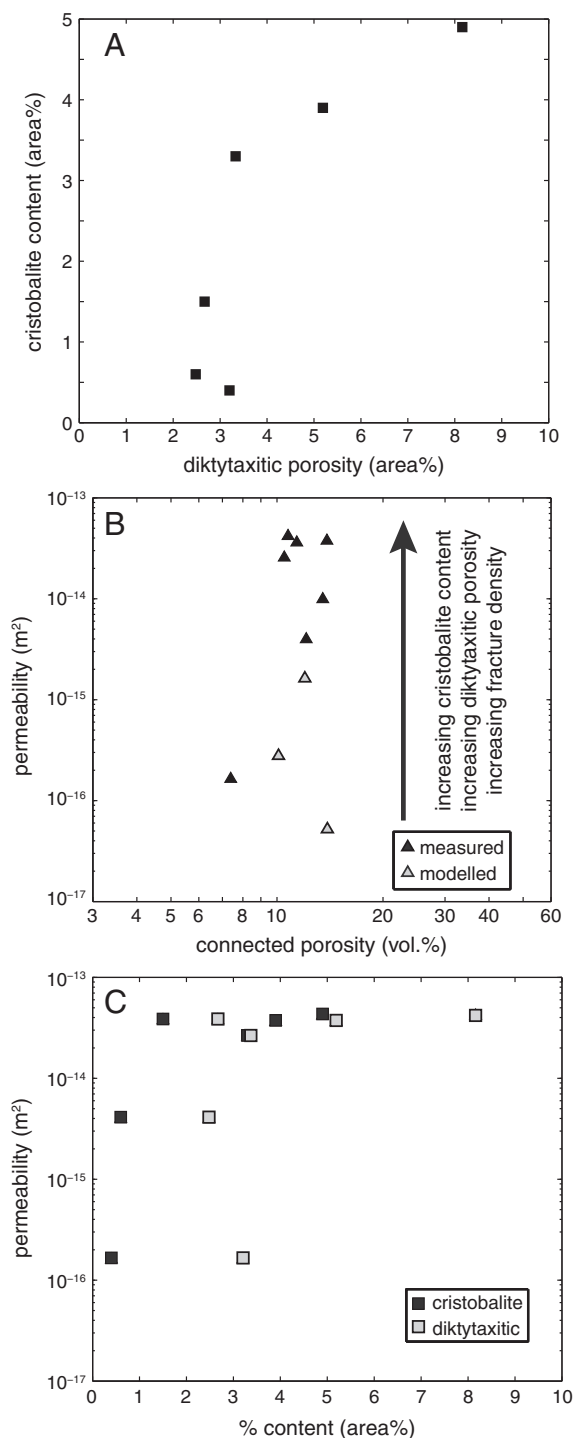 A
5
4
3
2
1
0
cristobalite content (area%)
0 1 2 3 4 5 6 7 8 9 10
diktytaxitic porosity (area%)
B
10⁻¹³
10⁻¹⁴
10⁻¹⁵
10⁻¹⁶
10⁻¹⁷
permeability (m²)
increasing cristobalite content
increasing diktytaxitic porosity
increasing fracture density
measured
modelled
3 4 5 6 7 8 10 20 30 40 60
connected porosity (vol.%)
C
10⁻¹³
10⁻¹⁴
10⁻¹⁵
10⁻¹⁶
10⁻¹⁷
permeability (m²)
cristobalite
diktytaxitic
0 1 2 3 4 5 6 7 8 9 10
% content (area%)